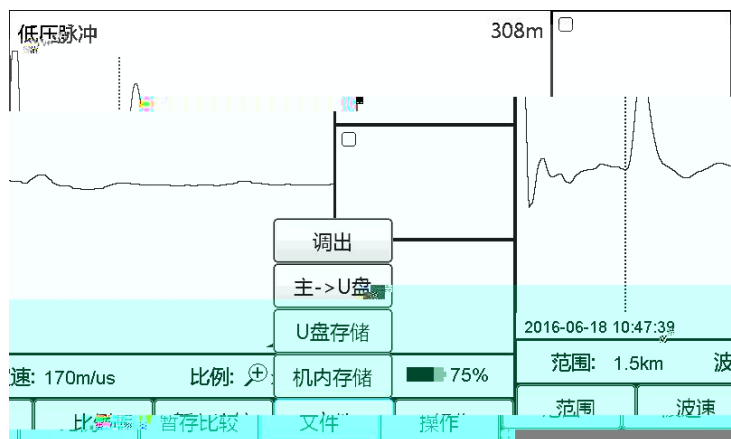 低压脉冲 308m
调出
主->U盘
U盘存储
2016-06-18 10:47:39
速: 170m/us 比例: 机内存储 75% 范围: 1.5km 波
暂存比较 文件 操作 范围 波速